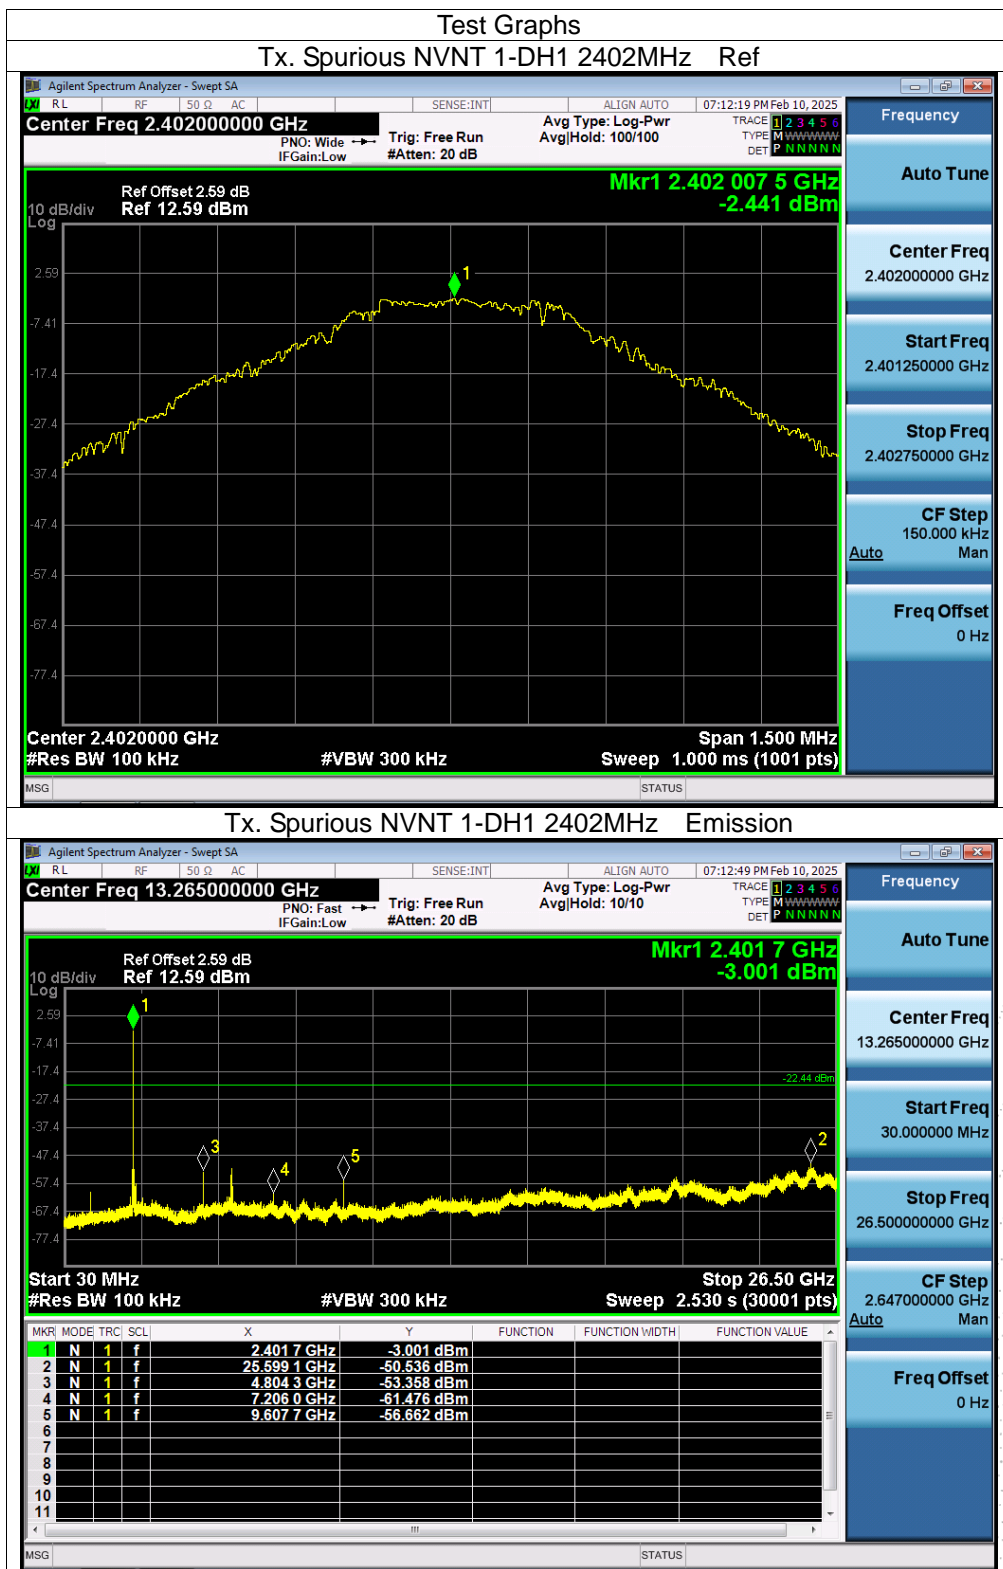 Test Graphs
Tx. Spurious NVNT 1-DH1 2402MHz Ref
Agilent Spectrum Analyzer - Swept SA
LXI RL RF 50 Ω AC SENSE:INT ALIGN AUTO 07:12:19 PM Feb 10, 2025
Center Freq 2.402000000 GHz
PNO: Wide
IFGain:Low
Trig: Free Run
#Atten: 20 dB
Avg Type: Log-Pwr
Avg|Hold: 100/100
TRACE 1 2 3 4 5 6
TYPE M WWWWW
DET P N N N N N
Mkr1 2.402 007 5 GHz
-2.441 dBm
Ref Offset 2.59 dB
10 dB/div Ref 12.59 dBm
Log
2.59
-7.41
-17.4
-27.4
-37.4
-47.4
-57.4
-67.4
-77.4
1
Center 2.4020000 GHz Span 1.500 MHz
#Res BW 100 kHz #VBW 300 kHz Sweep 1.000 ms (1001 pts)
MSG STATUS
Frequency
Auto Tune
Center Freq
2.402000000 GHz
Start Freq
2.401250000 GHz
Stop Freq
2.402750000 GHz
CF Step
150.000 kHz
Auto Man
Freq Offset
0 Hz
Tx. Spurious NVNT 1-DH1 2402MHz Emission
Agilent Spectrum Analyzer - Swept SA
LXI RL RF 50 Ω AC SENSE:INT ALIGN AUTO 07:12:49 PM Feb 10, 2025
Center Freq 13.265000000 GHz
PNO: Fast
IFGain:Low
Trig: Free Run
#Atten: 20 dB
Avg Type: Log-Pwr
Avg|Hold: 10/10
TRACE 1 2 3 4 5 6
TYPE M WWWWW
DET P N N N N N
Mkr1 2.401 7 GHz
-3.001 dBm
Ref Offset 2.59 dB
10 dB/div Ref 12.59 dBm
Log
2.59
-7.41
-17.4
-27.4
-37.4
-47.4
-57.4
-67.4
-77.4
-22.44 dBm
1
3
4
5
2
Start 30 MHz Stop 26.50 GHz
#Res BW 100 kHz #VBW 300 kHz Sweep 2.530 s (30001 pts)
MKR MODE TRC SCL X Y FUNCTION FUNCTION WIDTH FUNCTION VALUE
1 N 1 f 2.401 7 GHz -3.001 dBm
2 N 1 f 25.599 1 GHz -50.536 dBm
3 N 1 f 4.804 3 GHz -53.358 dBm
4 N 1 f 7.206 0 GHz -61.476 dBm
5 N 1 f 9.607 7 GHz -56.662 dBm
6
7
8
9
10
11
MSG STATUS
Frequency
Auto Tune
Center Freq
13.265000000 GHz
Start Freq
30.000000 MHz
Stop Freq
26.500000000 GHz
CF Step
2.647000000 GHz
Auto Man
Freq Offset
0 Hz